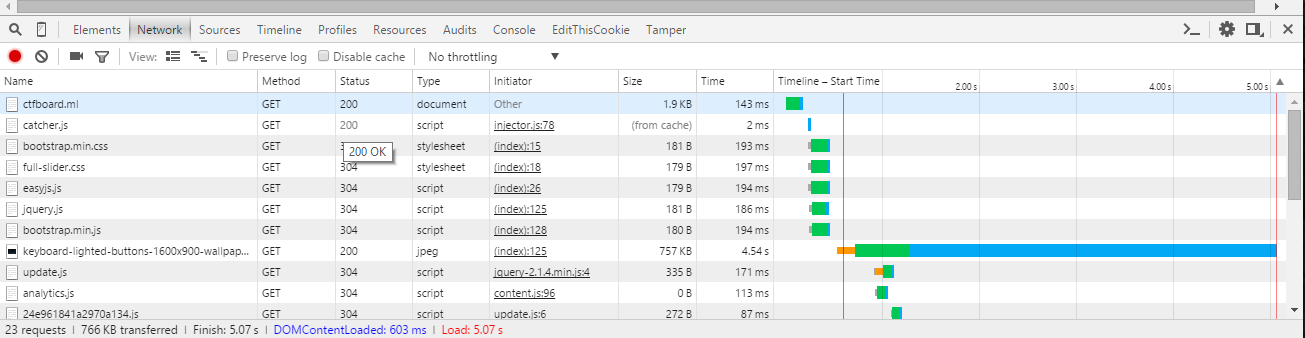 Elements Network Sources Timeline Profiles Resources Security Audits Console EditThisCookie Tamper
View: Preserve log Disable cache No throttling
Name Method Status Type Initiator Size Time Timeline – Start Time 2.00 s 3.00 s 4.00 s 5.00 s
ctfboard.ml GET 200 document Other 1.9 KB 143 ms
catcher.js GET 200 script injector.js:78 (from cache) 2 ms
bootstrap.min.css GET stylesheet (index):15 181 B 193 ms
200 OK
full-slider.css GET 304 stylesheet (index):18 179 B 197 ms
easyjs.js GET 304 script (index):26 179 B 194 ms
jquery.js GET 304 script (index):125 181 B 186 ms
bootstrap.min.js GET 304 script (index):128 180 B 194 ms
keyboard-lighted-buttons-1600x900-wallpap... GET 200 jpeg (index):125 757 KB 4.54 s
update.js GET 304 script jquery-2.1.4.min.js:4 335 B 171 ms
analytics.js GET 304 script content.js:96 0 B 113 ms
24e961841a2970a134.js GET 304 script update.js:6 272 B 87 ms
23 requests | 766 KB transferred | Finish: 5.07 s | DOMContentLoaded: 603 ms | Load: 5.07 s